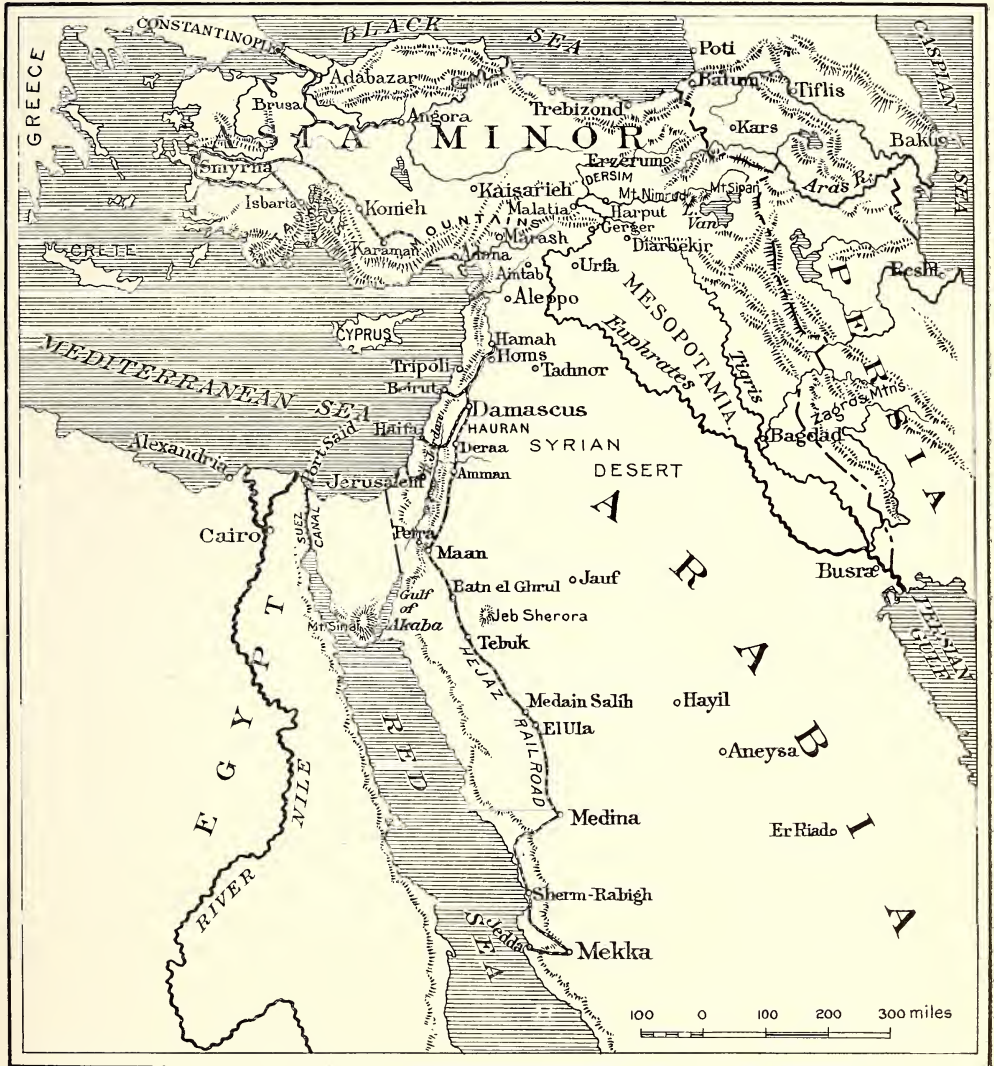 CONSTANTINOPLE
BLACK SEA
CASPIAN SEA
GREECE
Poti
Adabazar
Batum
Tiflis
Brusa
Trebizond
Angora
Kars
ASIA MINOR
Baku
Erzerum
Smyrna
DERSIM
Aras R.
Mt. Nimrud
Mt Sipan
Kaisarieh
Isbarta
Konieh
Malatia
Harput
Van
MOUNTAINS
Gerger
Marash
Diarbekir
CRETE
Karaman
Adana
Urfa
Resht
Aintab
PERSIA
Aleppo
MESOPOTAMIA
CYPRUS
Hamah
Homs
Euphrates
Tigris
MEDITERRANEAN SEA
Tripoli
Tadnor
Beirut
Zagros Mtns
Damascus
Haifa
Jordan
HAURAN
Bagdad
Alexandria
Port Said
Deraa
SYRIAN
DESERT
Jerusalem
Amman
ARABIA
Cairo
SUEZ
CANAL
Petra
Maan
Busra
Batn el Ghrul
Jauf
Gulf
of
Akaba
Jeb Sherora
PERSIAN
GULF
Mt Sinai
Tebuk
EGYPT
HEJAZ RAILROAD
Medain Salih
Hayil
El Ula
RED SEA
Aneysa
RIVER NILE
Medina
Er Riad
Sherm-Rabigh
Jedda
Mekka
100 0 100 200 300 miles